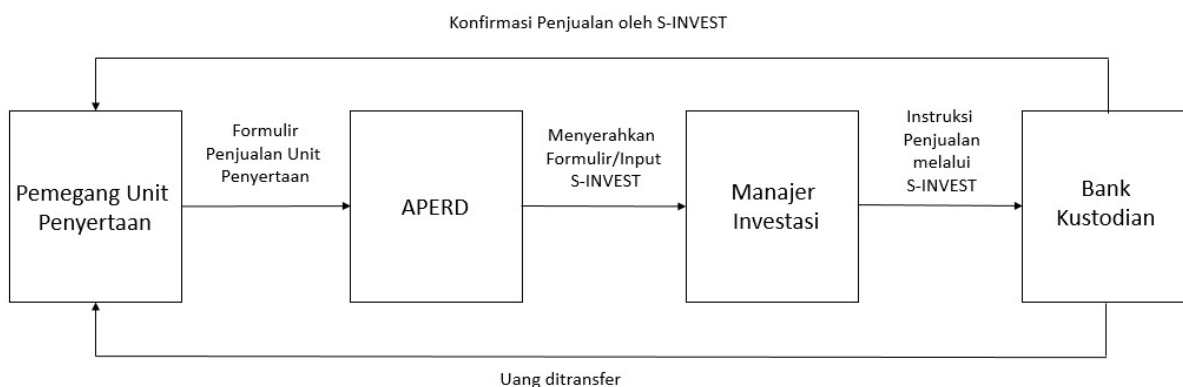 Konfirmasi Penjualan oleh S-INVEST
Pemegang Unit
Penyertaan
Formulir
Penjualan Unit
Penyertaan
APERD
Menyerahkan
Formulir/Input
S-INVEST
Manajer
Investasi
Instruksi
Penjualan
melalui
S-INVEST
Bank
Kustodian
Uang ditransfer